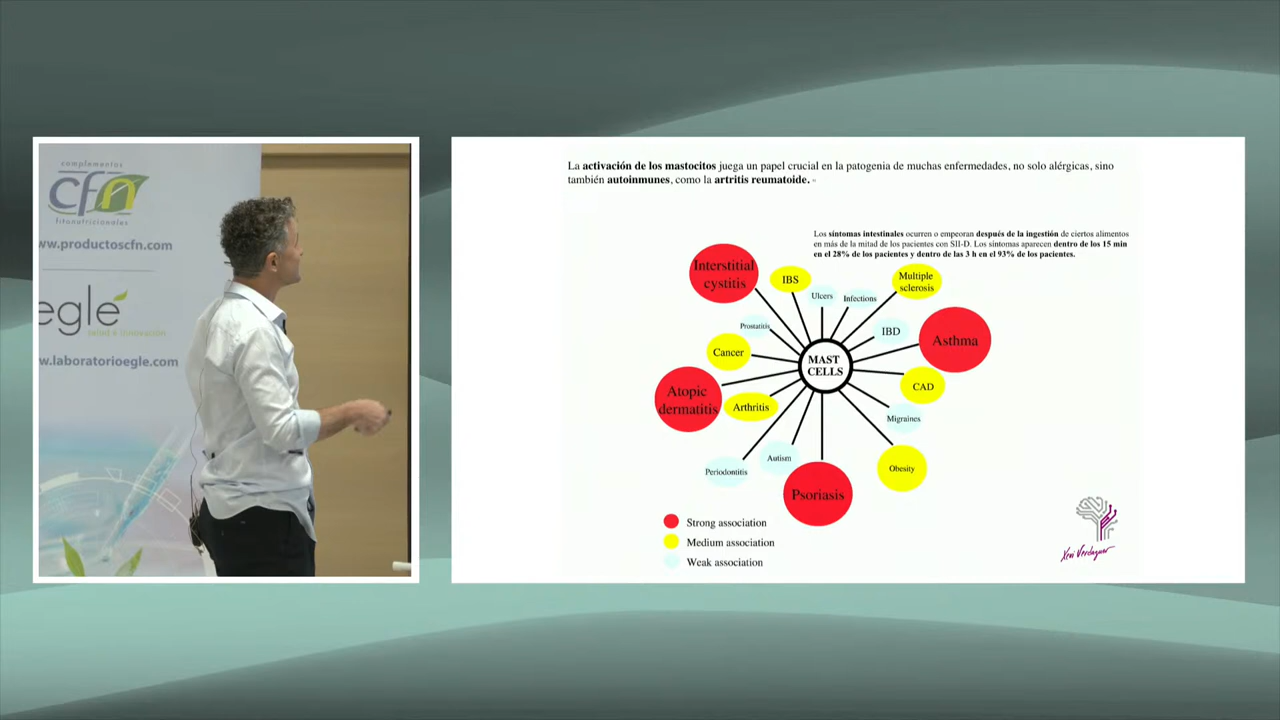 complementos
cfn
fitonutricionales
ww.productoscfn.com
eglé
salud e innovación
w.laboratorioegle.com
La activación de los mastocitos juega un papel crucial en la patogenia de muchas enfermedades, no solo alérgicas, sino
también autoinmunes, como la artritis reumatoide.
Los síntomas intestinales ocurren o empeoran después de la ingestión de ciertos alimentos
en más de la mitad de los pacientes con SII-D. Los síntomas aparecen dentro de los 15 min
en el 28% de los pacientes y dentro de las 3 h en el 93% de los pacientes.
Interstitial
cystitis
IBS
Ulcers
Infections
Multiple
sclerosis
Prostatitis
IBD
Asthma
Cancer
MAST
CELLS
Atopic
dermatitis
Arthritis
CAD
Migraines
Periodontitis
Autism
Obesity
Psoriasis
Strong association
Medium association
Weak association
Xevi Verdaguer